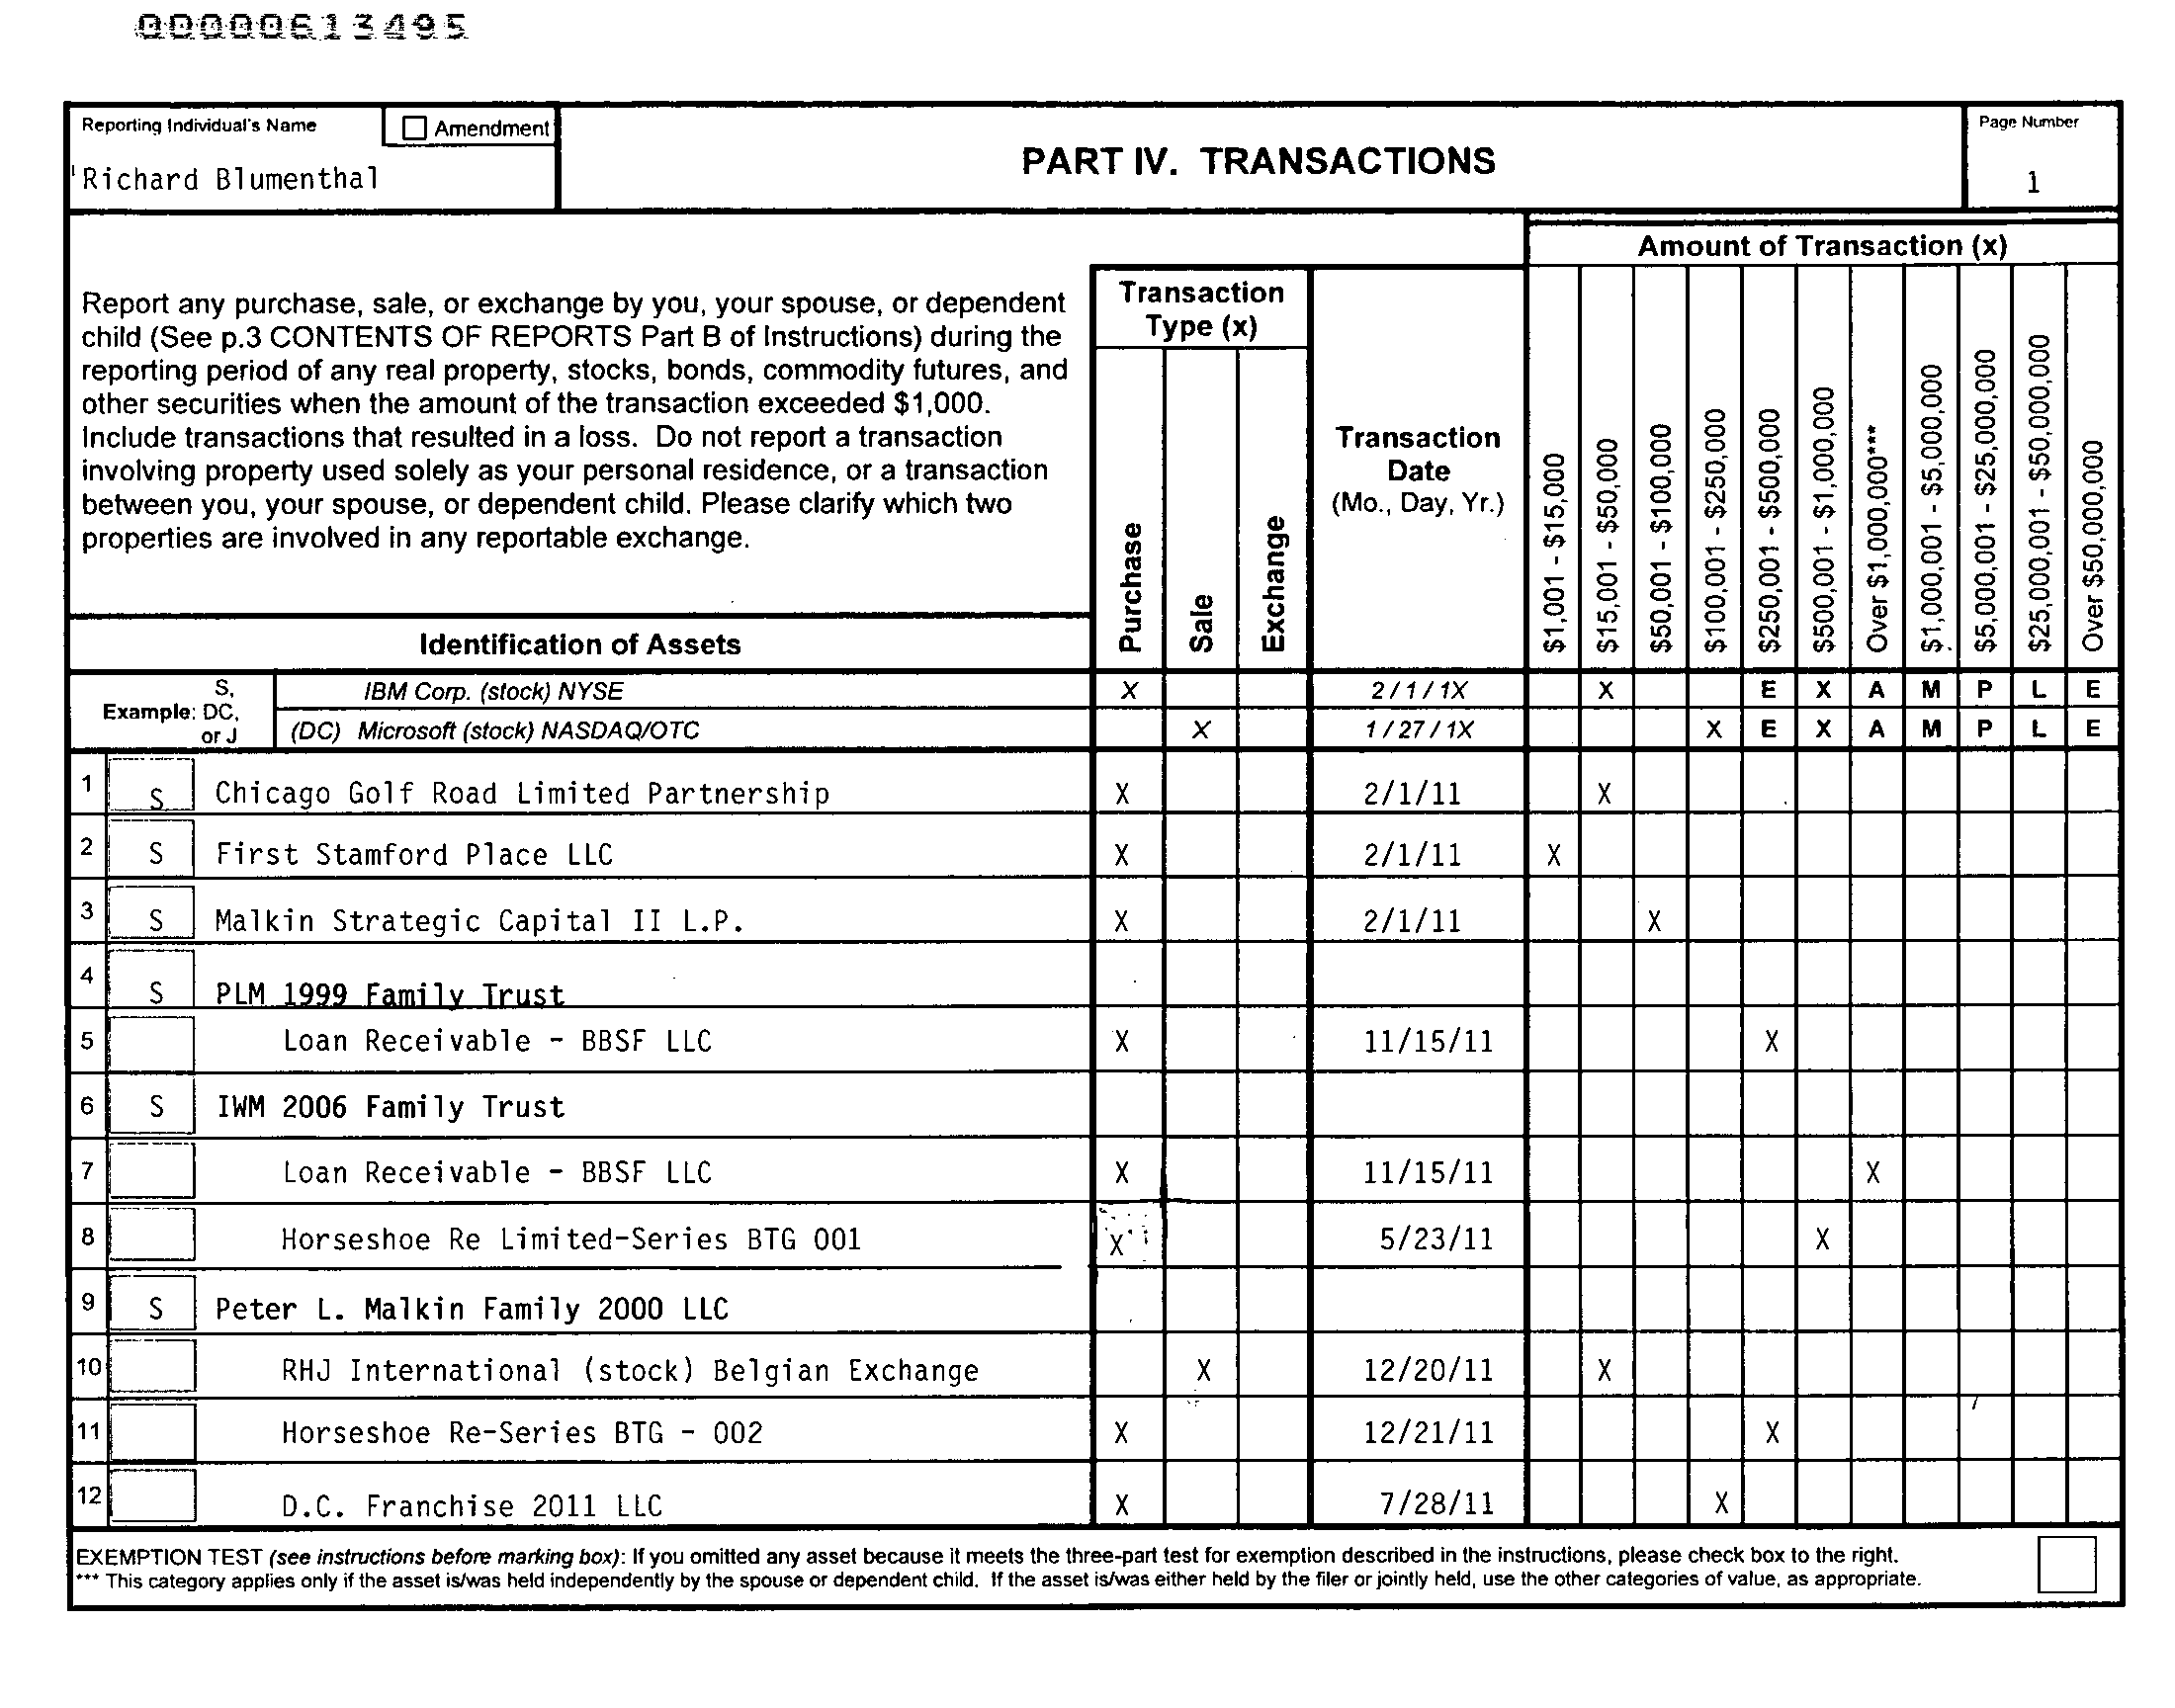 00000613495
Reporting Individual's Name
Amendment
Richard Blumenthal
PART IV. TRANSACTIONS
Page Number
1
Report any purchase, sale, or exchange by you, your spouse, or dependent
child (See p.3 CONTENTS OF REPORTS Part B of Instructions) during the
reporting period of any real property, stocks, bonds, commodity futures, and
other securities when the amount of the transaction exceeded $1,000.
Include transactions that resulted in a loss. Do not report a transaction
involving property used solely as your personal residence, or a transaction
between you, your spouse, or dependent child. Please clarify which two
properties are involved in any reportable exchange.
Identification of Assets
Transaction
Type (x)
Purchase
Sale
Exchange
Transaction
Date
(Mo., Day, Yr.)
Amount of Transaction (x)
$1,001 - $15,000
$15,001 - $50,000
$50,001 - $100,000
$100,001 - $250,000
$250,001 - $500,000
$500,001 - $1,000,000
Over $1,000,000***
$1,000,001 - $5,000,000
$5,000,001 - $25,000,000
$25,000,001 - $50,000,000
Over $50,000,000
Example: S, DC, or J
IBM Corp. (stock) NYSE X 2/1/1X X E X A M P L E
(DC) Microsoft (stock) NASDAQ/OTC X 1/27/1X X E X A M P L E
1 S Chicago Golf Road Limited Partnership X 2/1/11 X
2 S First Stamford Place LLC X 2/1/11 X
3 S Malkin Strategic Capital II L.P. X 2/1/11 X
4 S PLM 1999 Family Trust
5 Loan Receivable - BBSF LLC X 11/15/11 X
6 S IWM 2006 Family Trust
7 Loan Receivable - BBSF LLC X 11/15/11 X
8 Horseshoe Re Limited-Series BTG 001 X 5/23/11 X
9 S Peter L. Malkin Family 2000 LLC
10 RHJ International (stock) Belgian Exchange X 12/20/11 X
11 Horseshoe Re-Series BTG - 002 X 12/21/11 X
12 D.C. Franchise 2011 LLC X 7/28/11 X
EXEMPTION TEST (see instructions before marking box): If you omitted any asset because it meets the three-part test for exemption described in the instructions, please check box to the right.
*** This category applies only if the asset is/was held independently by the spouse or dependent child. If the asset is/was either held by the filer or jointly held, use the other categories of value, as appropriate.